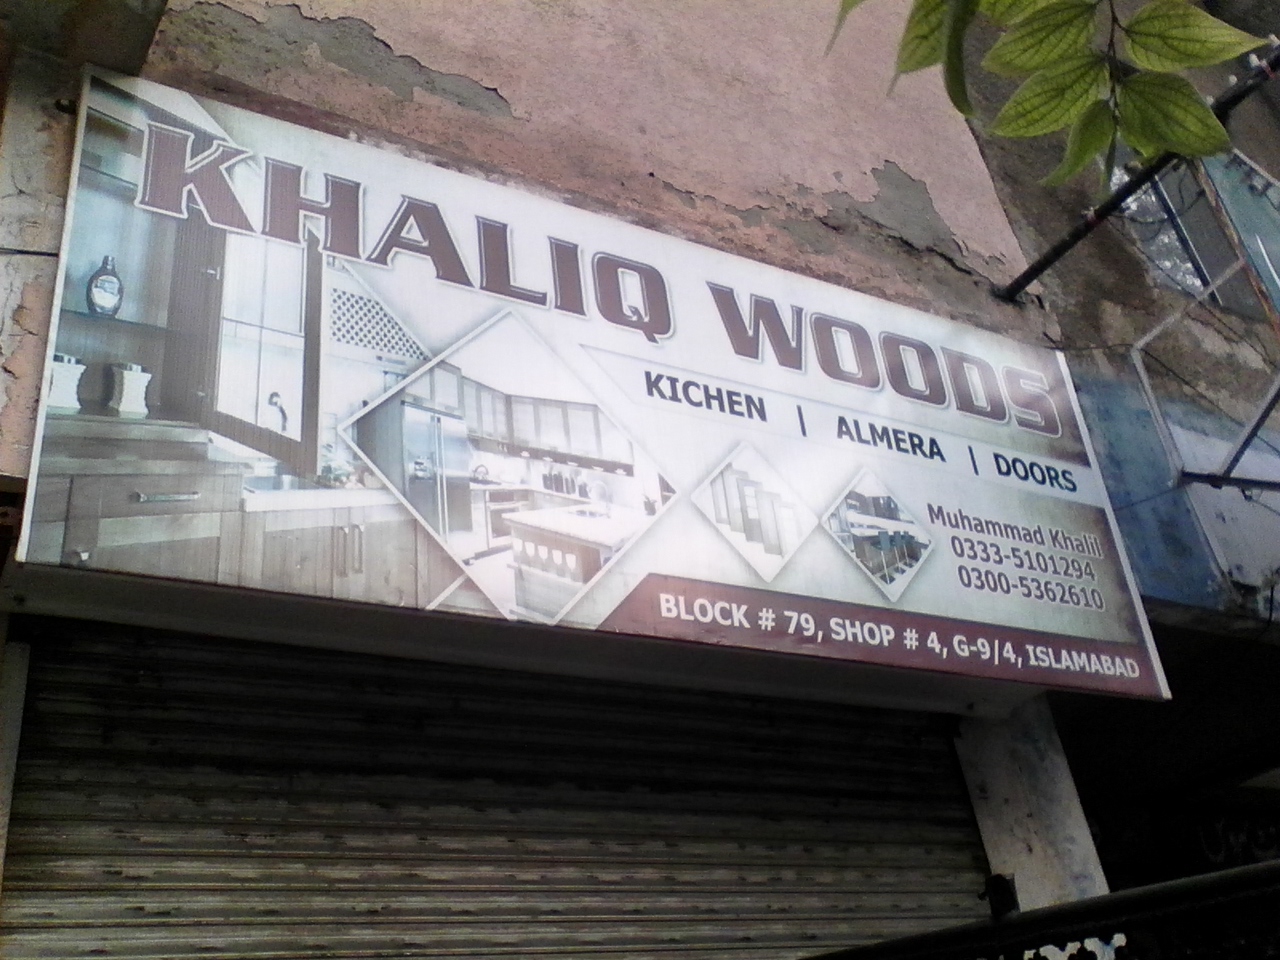 KHALIQ WOODS
KICHEN | ALMERA | DOORS
Muhammad Khalil
0333-5101294
0300-5362610
BLOCK # 79, SHOP # 4, G-9/4, ISLAMABAD